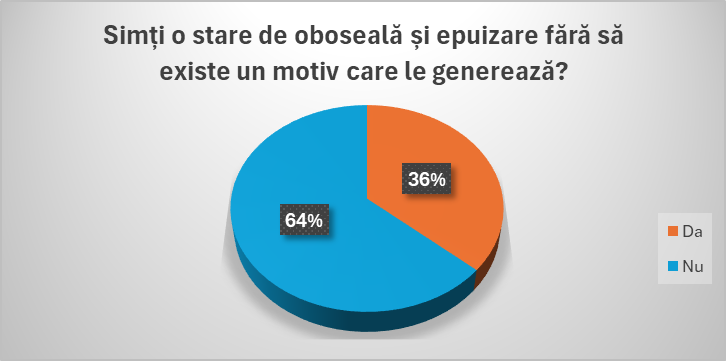 Simți o stare de oboseală și epuizare fără să
existe un motiv care le generează?
36%
64%
Da
Nu